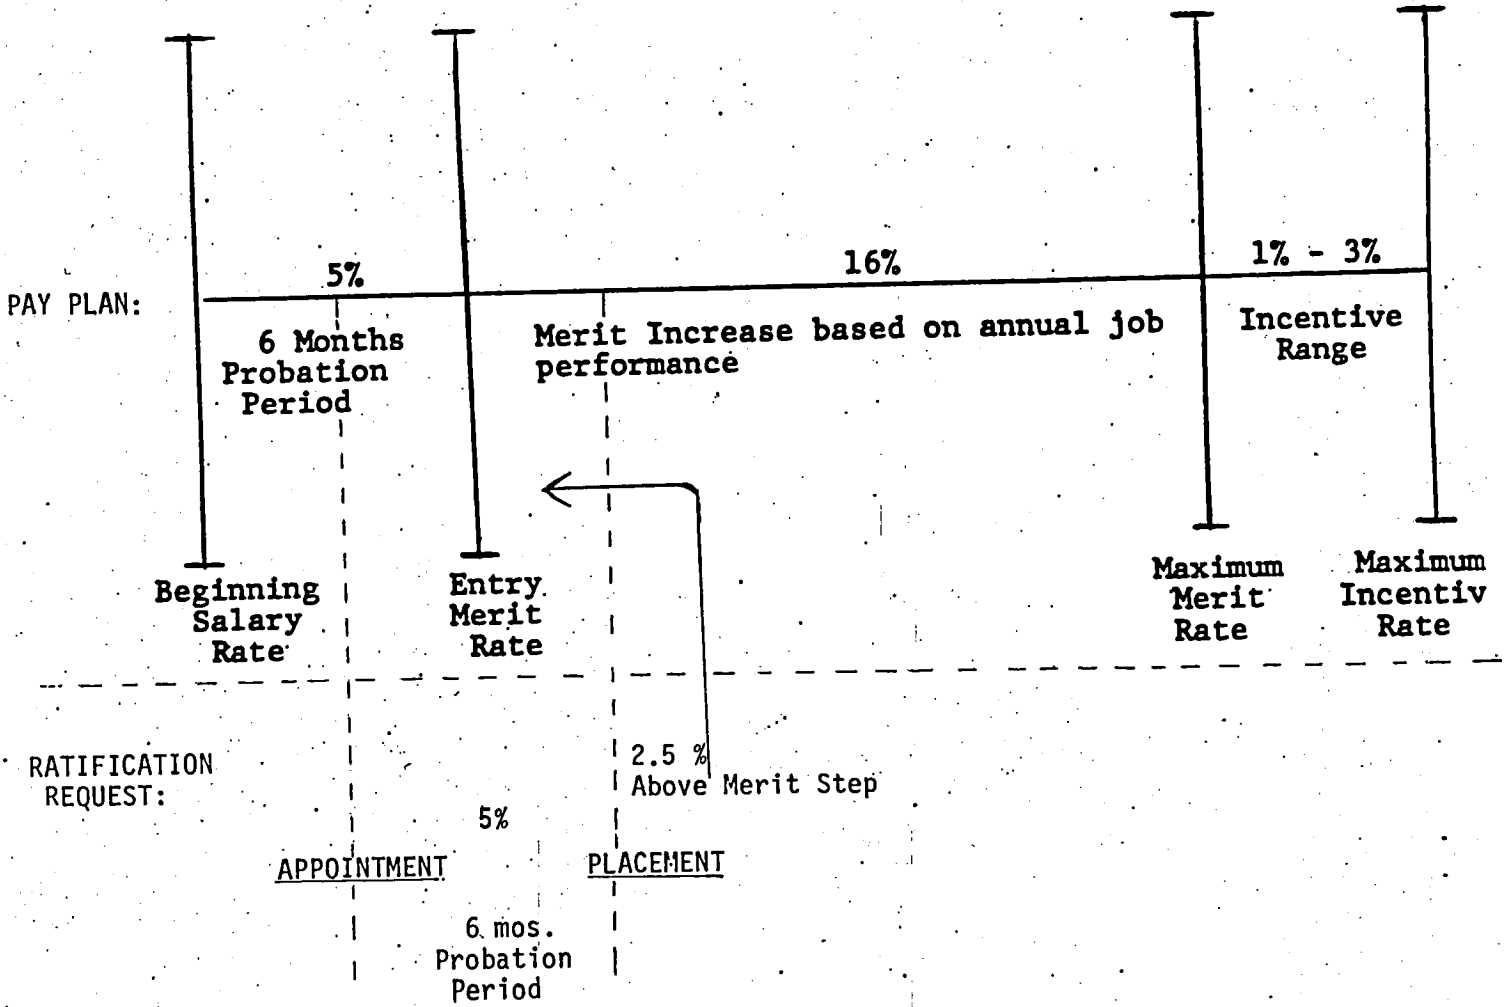 5%
16%
1% - 3%
PAY PLAN:
6 Months
Probation
Period
Merit Increase based on annual job
performance
Incentive
Range
Beginning
Salary
Rate
Entry
Merit
Rate
Maximum
Merit
Rate
Maximum
Incentiv
Rate
RATIFICATION
REQUEST:
2.5 %
Above Merit Step
5%
APPOINTMENT
PLACEMENT
6 mos.
Probation
Period